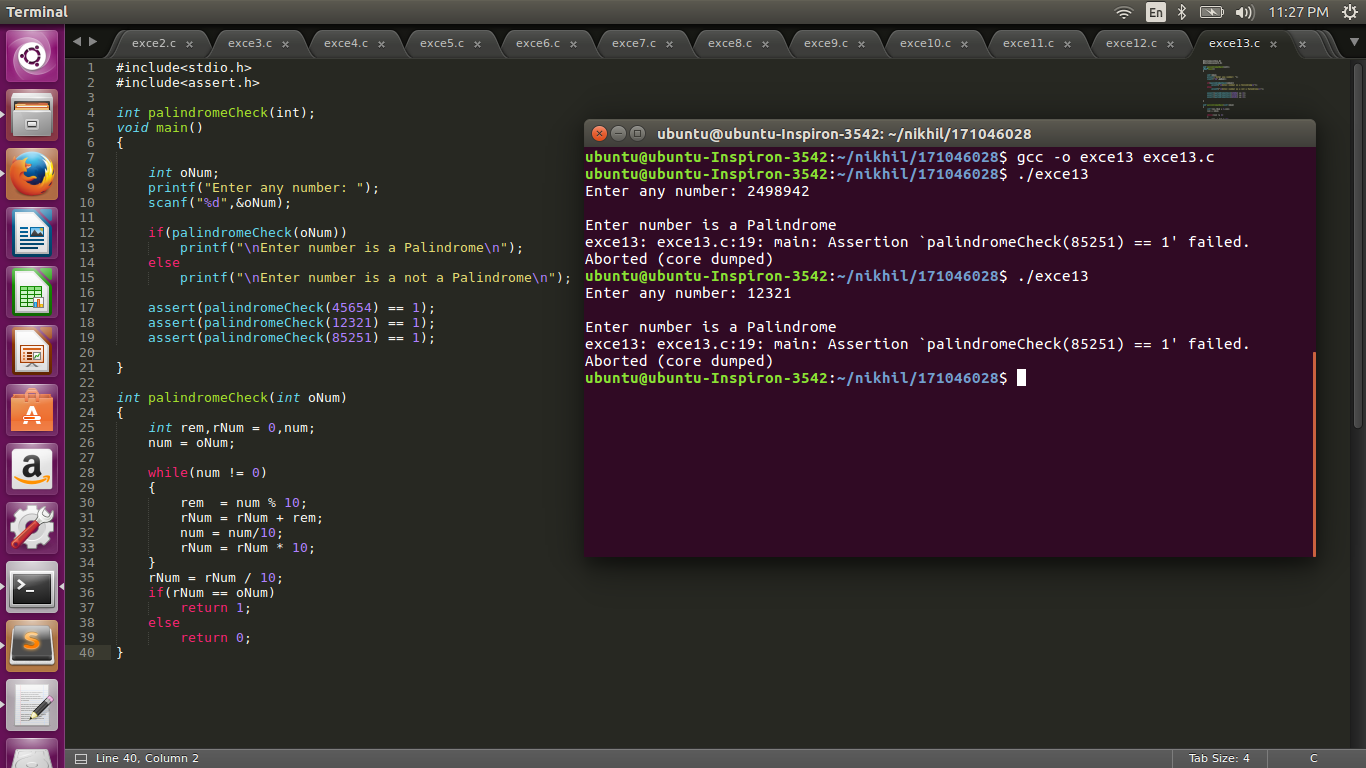 Terminal
En
11:27 PM
exce2.c
exce3.c
exce4.c
exce5.c
exce6.c
exce7.c
exce8.c
exce9.c
exce10.c
exce11.c
exce12.c
exce13.c
1 #include<stdio.h>
2 #include<assert.h>
3
4 int palindromeCheck(int);
5 void main()
6 {
7
8 int oNum;
9 printf("Enter any number: ");
10 scanf("%d",&oNum);
11
12 if(palindromeCheck(oNum))
13 printf("\nEnter number is a Palindrome\n");
14 else
15 printf("\nEnter number is a not a Palindrome\n");
16
17 assert(palindromeCheck(45654) == 1);
18 assert(palindromeCheck(12321) == 1);
19 assert(palindromeCheck(85251) == 1);
20
21 }
22
23 int palindromeCheck(int oNum)
24 {
25 int rem,rNum = 0,num;
26 num = oNum;
27
28 while(num != 0)
29 {
30 rem  = num % 10;
31 rNum = rNum + rem;
32 num = num/10;
33 rNum = rNum * 10;
34 }
35 rNum = rNum / 10;
36 if(rNum == oNum)
37 return 1;
38 else
39 return 0;
40 }
ubuntu@ubuntu-Inspiron-3542: ~/nikhil/171046028
ubuntu@ubuntu-Inspiron-3542:~/nikhil/171046028$ gcc -o exce13 exce13.c
ubuntu@ubuntu-Inspiron-3542:~/nikhil/171046028$ ./exce13
Enter any number: 2498942
Enter number is a Palindrome
exce13: exce13.c:19: main: Assertion `palindromeCheck(85251) == 1' failed.
Aborted (core dumped)
ubuntu@ubuntu-Inspiron-3542:~/nikhil/171046028$ ./exce13
Enter any number: 12321
Enter number is a Palindrome
exce13: exce13.c:19: main: Assertion `palindromeCheck(85251) == 1' failed.
Aborted (core dumped)
ubuntu@ubuntu-Inspiron-3542:~/nikhil/171046028$
Line 40, Column 2
Tab Size: 4
C